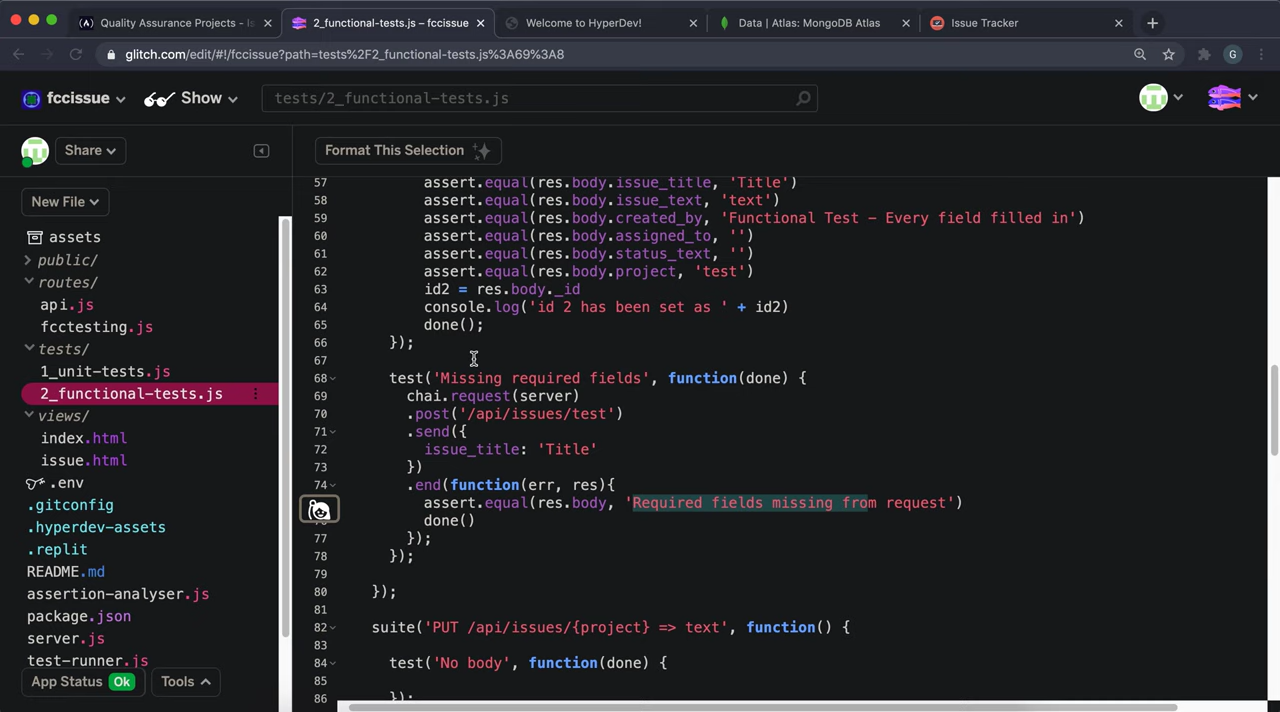 Quality Assurance Projects - Is
2_functional-tests.js – fccissue
Welcome to HyperDev!
Data | Atlas: MongoDB Atlas
Issue Tracker
glitch.com/edit/#!/fccissue?path=tests%2F2_functional-tests.js%3A69%3A8
G
fccissue
Show
tests/2_functional-tests.js
Share
Format This Selection
New File
assets
public/
routes/
api.js
fcctesting.js
tests/
1_unit-tests.js
2_functional-tests.js
views/
index.html
issue.html
.env
.gitconfig
.hyperdev-assets
.replit
README.md
assertion-analyser.js
package.json
server.js
test-runner.js
App Status Ok
Tools
57 assert.equal(res.body.issue_title, 'Title')
58 assert.equal(res.body.issue_text, 'text')
59 assert.equal(res.body.created_by, 'Functional Test - Every field filled in')
60 assert.equal(res.body.assigned_to, '')
61 assert.equal(res.body.status_text, '')
62 assert.equal(res.body.project, 'test')
63 id2 = res.body._id
64 console.log('id 2 has been set as ' + id2)
65 done();
66 });
67
68 test('Missing required fields', function(done) {
69 chai.request(server)
70 .post('/api/issues/test')
71 .send({
72 issue_title: 'Title'
73 })
74 .end(function(err, res){
assert.equal(res.body, 'Required fields missing from request')
done()
77 });
78 });
79
80 });
81
82 suite('PUT /api/issues/{project} => text', function() {
83
84 test('No body', function(done) {
85
86 });